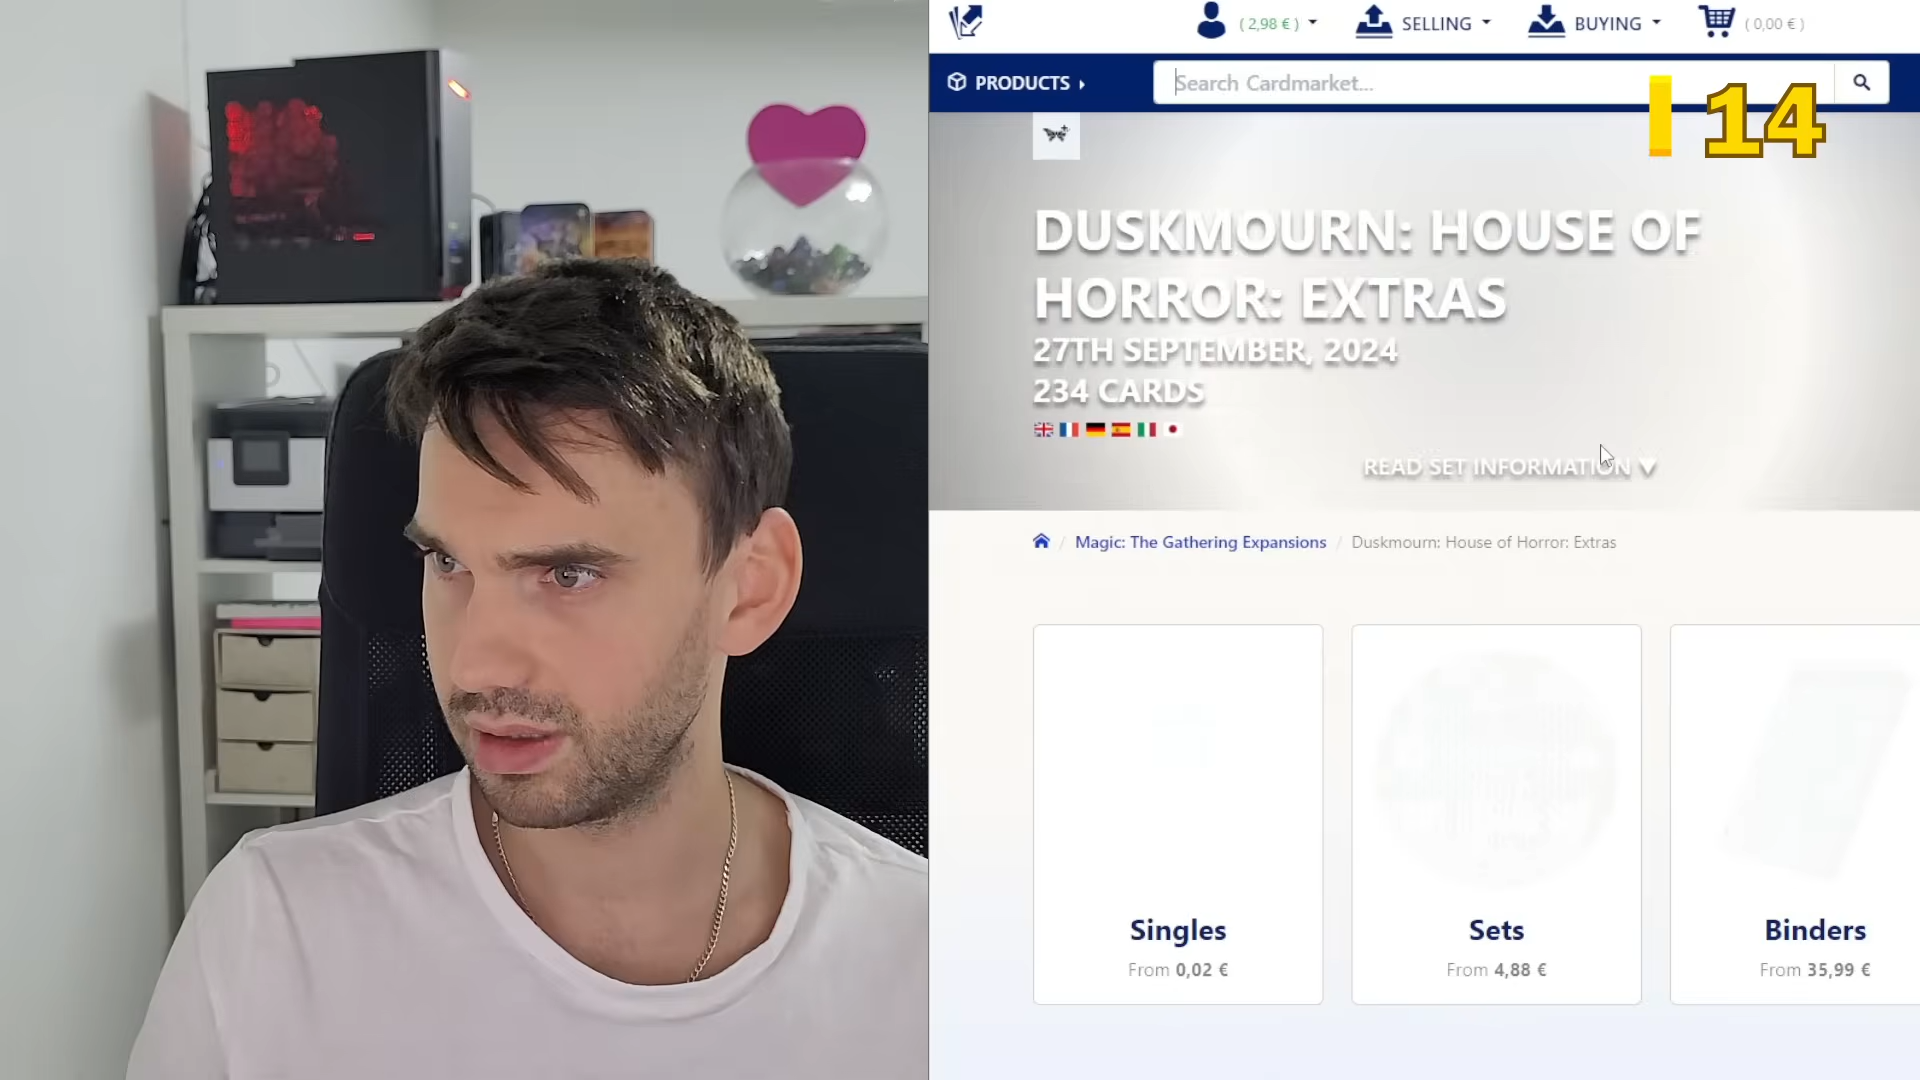 ( 2,98 € )
SELLING
BUYING
( 0,00 € )
PRODUCTS
Search Cardmarket...
14
DUSKMOURN: HOUSE OF
HORROR: EXTRAS
27TH SEPTEMBER, 2024
234 CARDS
READ SET INFORMATION ▼
/ Magic: The Gathering Expansions / Duskmourn: House of Horror: Extras
Singles
From 0,02 €
Sets
From 4,88 €
Binders
From 35,99 €